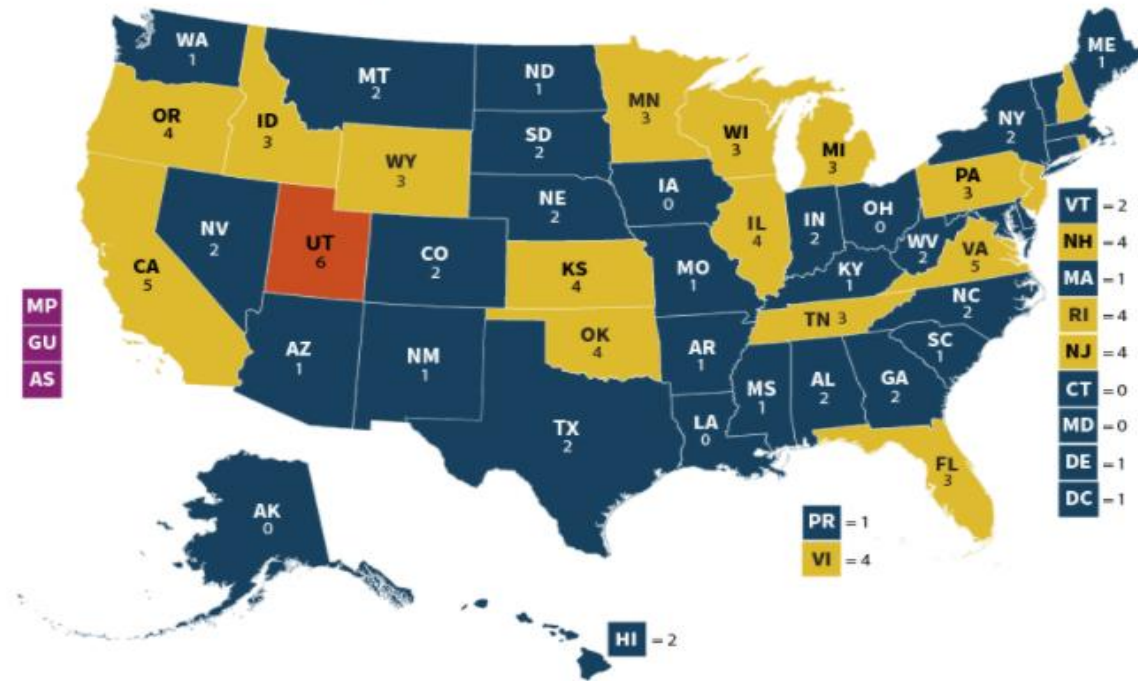 WA
1
MT
2
ND
1
MN
3
ME
1
OR
4
ID
3
SD
2
WI
3
NY
2
WY
3
MI
3
PA
3
NE
2
IA
0
NV
2
UT
6
CO
2
IL
4
IN
2
OH
0
WV
2
VA
5
CA
5
KS
4
MO
1
KY
1
NC
2
TN 3
AZ
1
NM
1
OK
4
AR
1
SC
1
MS
1
AL
2
GA
2
TX
2
LA
0
FL
3
AK
0
MP
GU
AS
VT = 2
NH = 4
MA = 1
RI = 4
NJ = 4
CT = 0
MD = 0
DE = 1
DC = 1
PR = 1
VI = 4
HI = 2